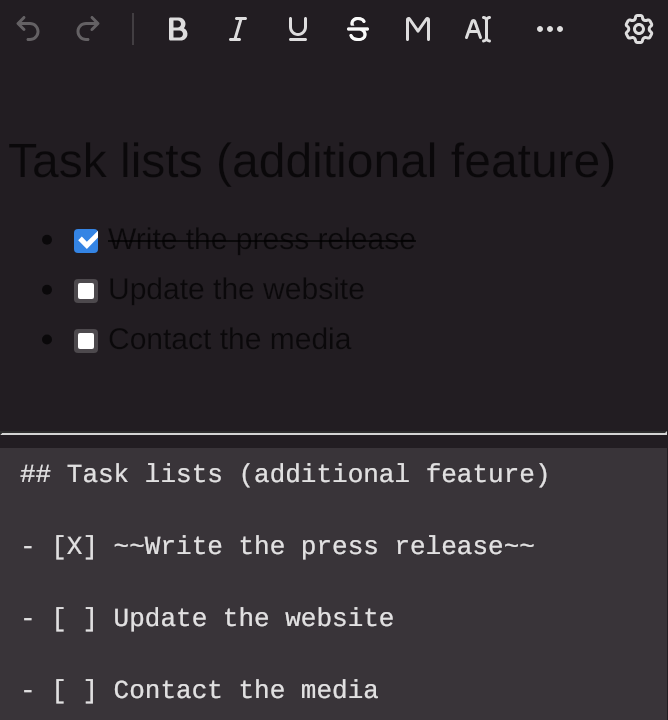 B I U S M AI
Task lists (additional feature)
Write the press release
Update the website
Contact the media
## Task lists (additional feature)
- [X] ~~Write the press release~~
- [ ] Update the website
- [ ] Contact the media